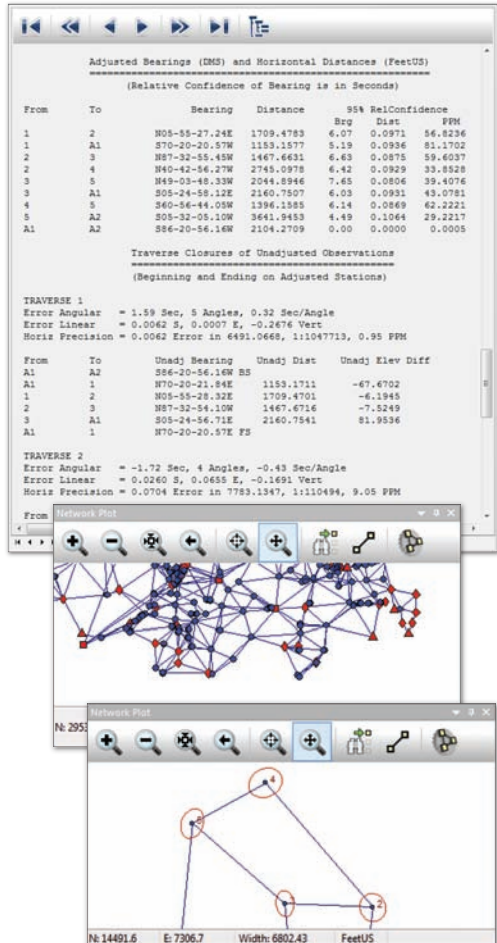 Adjusted Bearings (DMS) and Horizontal Distances (FeetUS)
(Relative Confidence of Bearing is in Seconds)
From To Bearing Distance 95% RelConfidence
Brg Dist PPM
1 2 N05-55-27.24E 1709.4783 6.07 0.0971 56.8236
1 A1 S70-20-20.57W 1153.1577 5.19 0.0936 81.1702
2 3 N87-32-55.45W 1467.6631 6.63 0.0875 59.6037
2 4 N40-42-56.27W 2745.0978 6.42 0.0929 33.8528
3 5 N49-03-48.33W 2044.8946 7.65 0.0806 39.4076
3 A1 S05-24-58.12E 2160.7507 6.03 0.0931 43.0781
4 5 S60-56-44.05W 1396.1585 6.14 0.0869 62.2221
5 A2 S05-32-05.10W 3641.9453 4.49 0.1064 29.2217
A1 A2 S86-20-56.16W 2104.2709 0.00 0.0000 0.0005
Traverse Closures of Unadjusted Observations
(Beginning and Ending on Adjusted Stations)
TRAVERSE 1
Error Angular = 1.59 Sec, 5 Angles, 0.32 Sec/Angle
Error Linear = 0.0062 S, 0.0007 E, -0.2676 Vert
Horiz Precision = 0.0062 Error in 6491.0668, 1:1047713, 0.95 PPM
From To Unadj Bearing Unadj Dist Unadj Elev Diff
A1 A2 S86-20-56.16W BS
A1 1 N70-20-21.84E 1153.1711 -67.6702
1 2 N05-55-28.32E 1709.4701 -6.1945
2 3 N87-32-54.10W 1467.6716 -7.5249
3 A1 S05-24-56.71E 2160.7541 81.9536
A1 1 N70-20-20.57E FS
TRAVERSE 2
Error Angular = -1.72 Sec, 4 Angles, -0.43 Sec/Angle
Error Linear = 0.0260 S, 0.0655 E, -0.1691 Vert
Horiz Precision = 0.0704 Error in 7783.1347, 1:110494, 9.05 PPM
From
Network Plot
N: 2953
Network Plot
4
5
2
N: 14491.6 E: 7306.7 Width: 6802.43 FeetUS